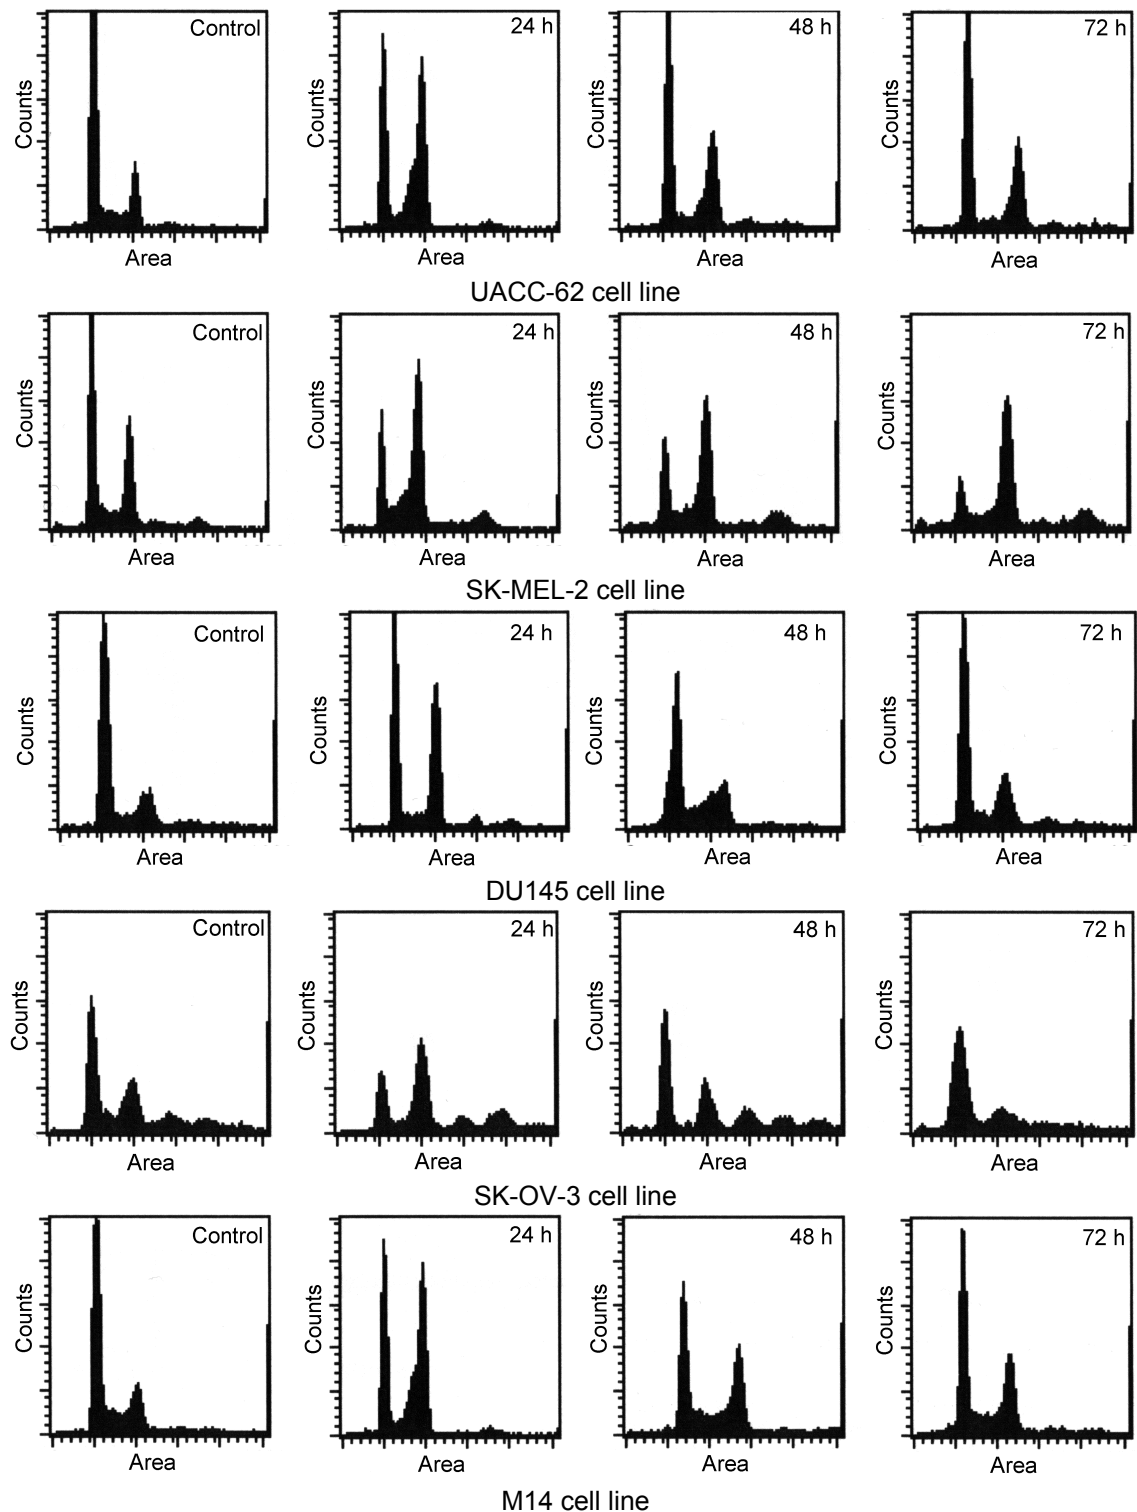 Control
24 h
48 h
72 h
Counts
Counts
Counts
Counts
Area
Area
Area
Area
UACC-62 cell line
Control
24 h
48 h
72 h
Counts
Counts
Counts
Counts
Area
Area
Area
Area
SK-MEL-2 cell line
Control
24 h
48 h
72 h
Counts
Counts
Counts
Counts
Area
Area
Area
Area
DU145 cell line
Control
24 h
48 h
72 h
Counts
Counts
Counts
Counts
Area
Area
Area
Area
SK-OV-3 cell line
Control
24 h
48 h
72 h
Counts
Counts
Counts
Counts
Area
Area
Area
Area
M14 cell line